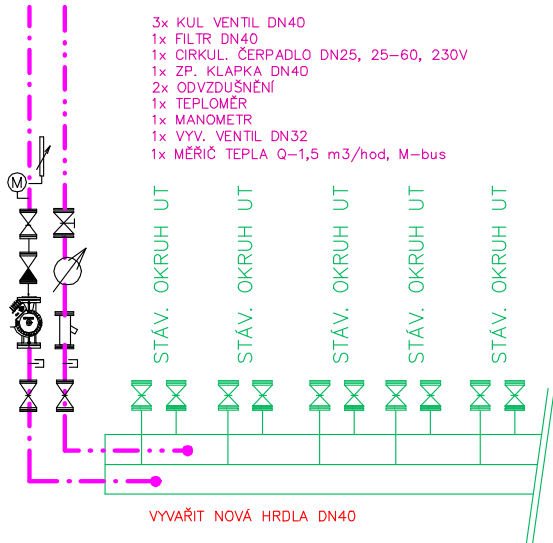 3x KUL VENTIL DN40
1x FILTR DN40
1x CIRKUL. ČERPADLO DN25, 25-60, 230V
1x ZP. KLAPKA DN40
2x ODVZDUŠNĚNÍ
1x TEPLOMĚR
1x MANOMETR
1x VYV. VENTIL DN32
1x MĚŘIČ TEPLA Q-1,5 m3/hod, M-bus
M
STÁV. OKRUH UT
STÁV. OKRUH UT
STÁV. OKRUH UT
STÁV. OKRUH UT
STÁV. OKRUH UT
VYVAŘIT NOVÁ HRDLA DN40